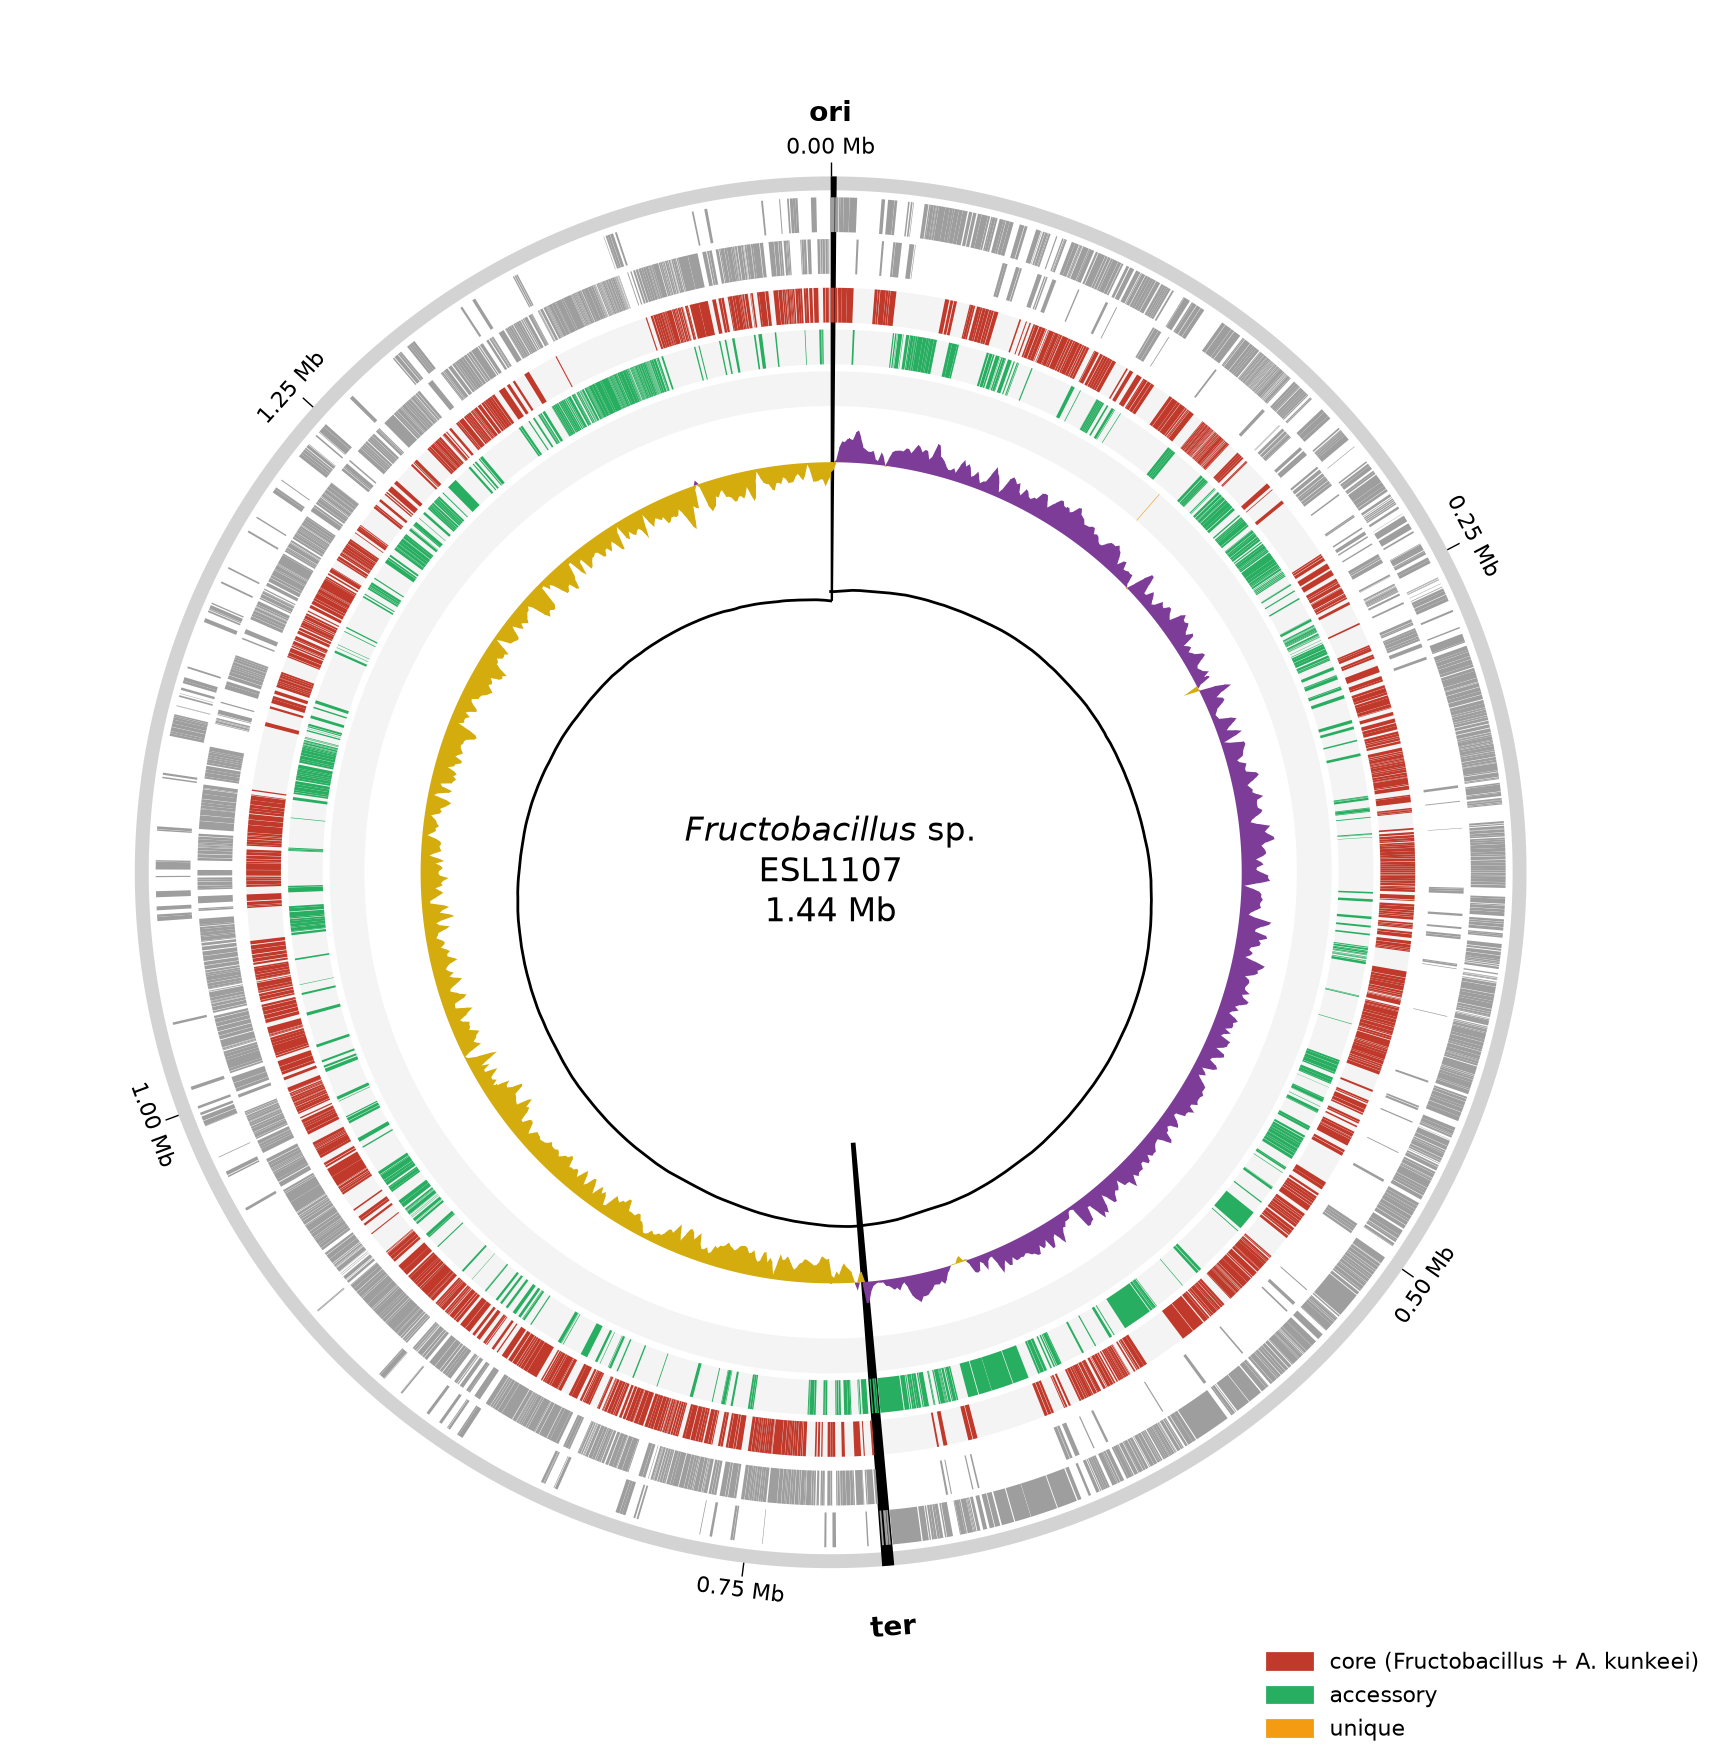 ori
0.00 Mb
1.25 Mb
0.25 Mb
Fructobacillus sp.
ESL1107
1.44 Mb
1.00 Mb
0.50 Mb
0.75 Mb
ter
core (Fructobacillus + A. kunkeei)
accessory
unique